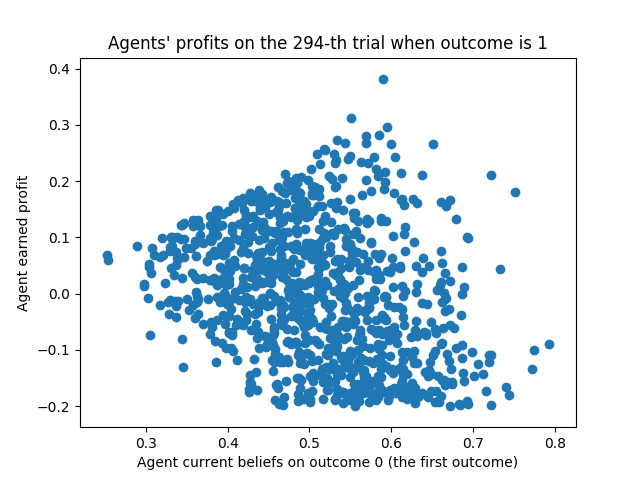 Agents' profits on the 294-th trial when outcome is 1
Agent earned profit
0.4
0.3
0.2
0.1
0.0
−0.1
−0.2
0.3 0.4 0.5 0.6 0.7 0.8
Agent current beliefs on outcome 0 (the first outcome)